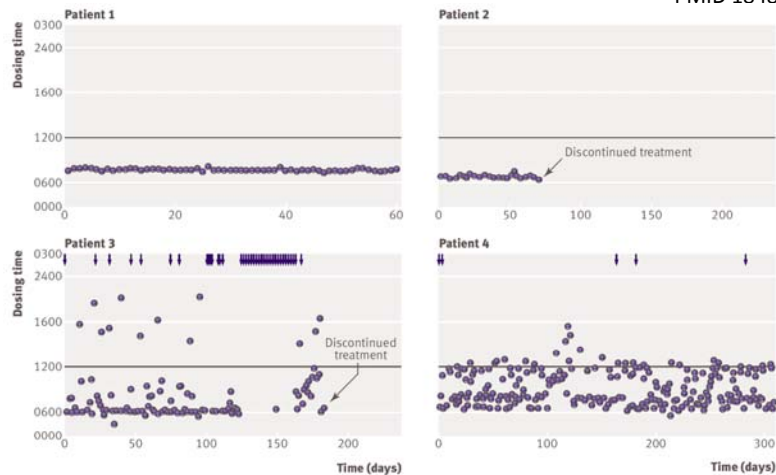 Patient 1
Dosing time
0300
2400
1600
1200
0600
0000
0
20
40
60
Patient 2
Discontinued treatment
0
50
100
150
200
Patient 3
Dosing time
0300
2400
1600
1200
0600
0000
Discontinued
treatment
0
50
100
150
200
Time (days)
Patient 4
0
100
200
300
Time (days)